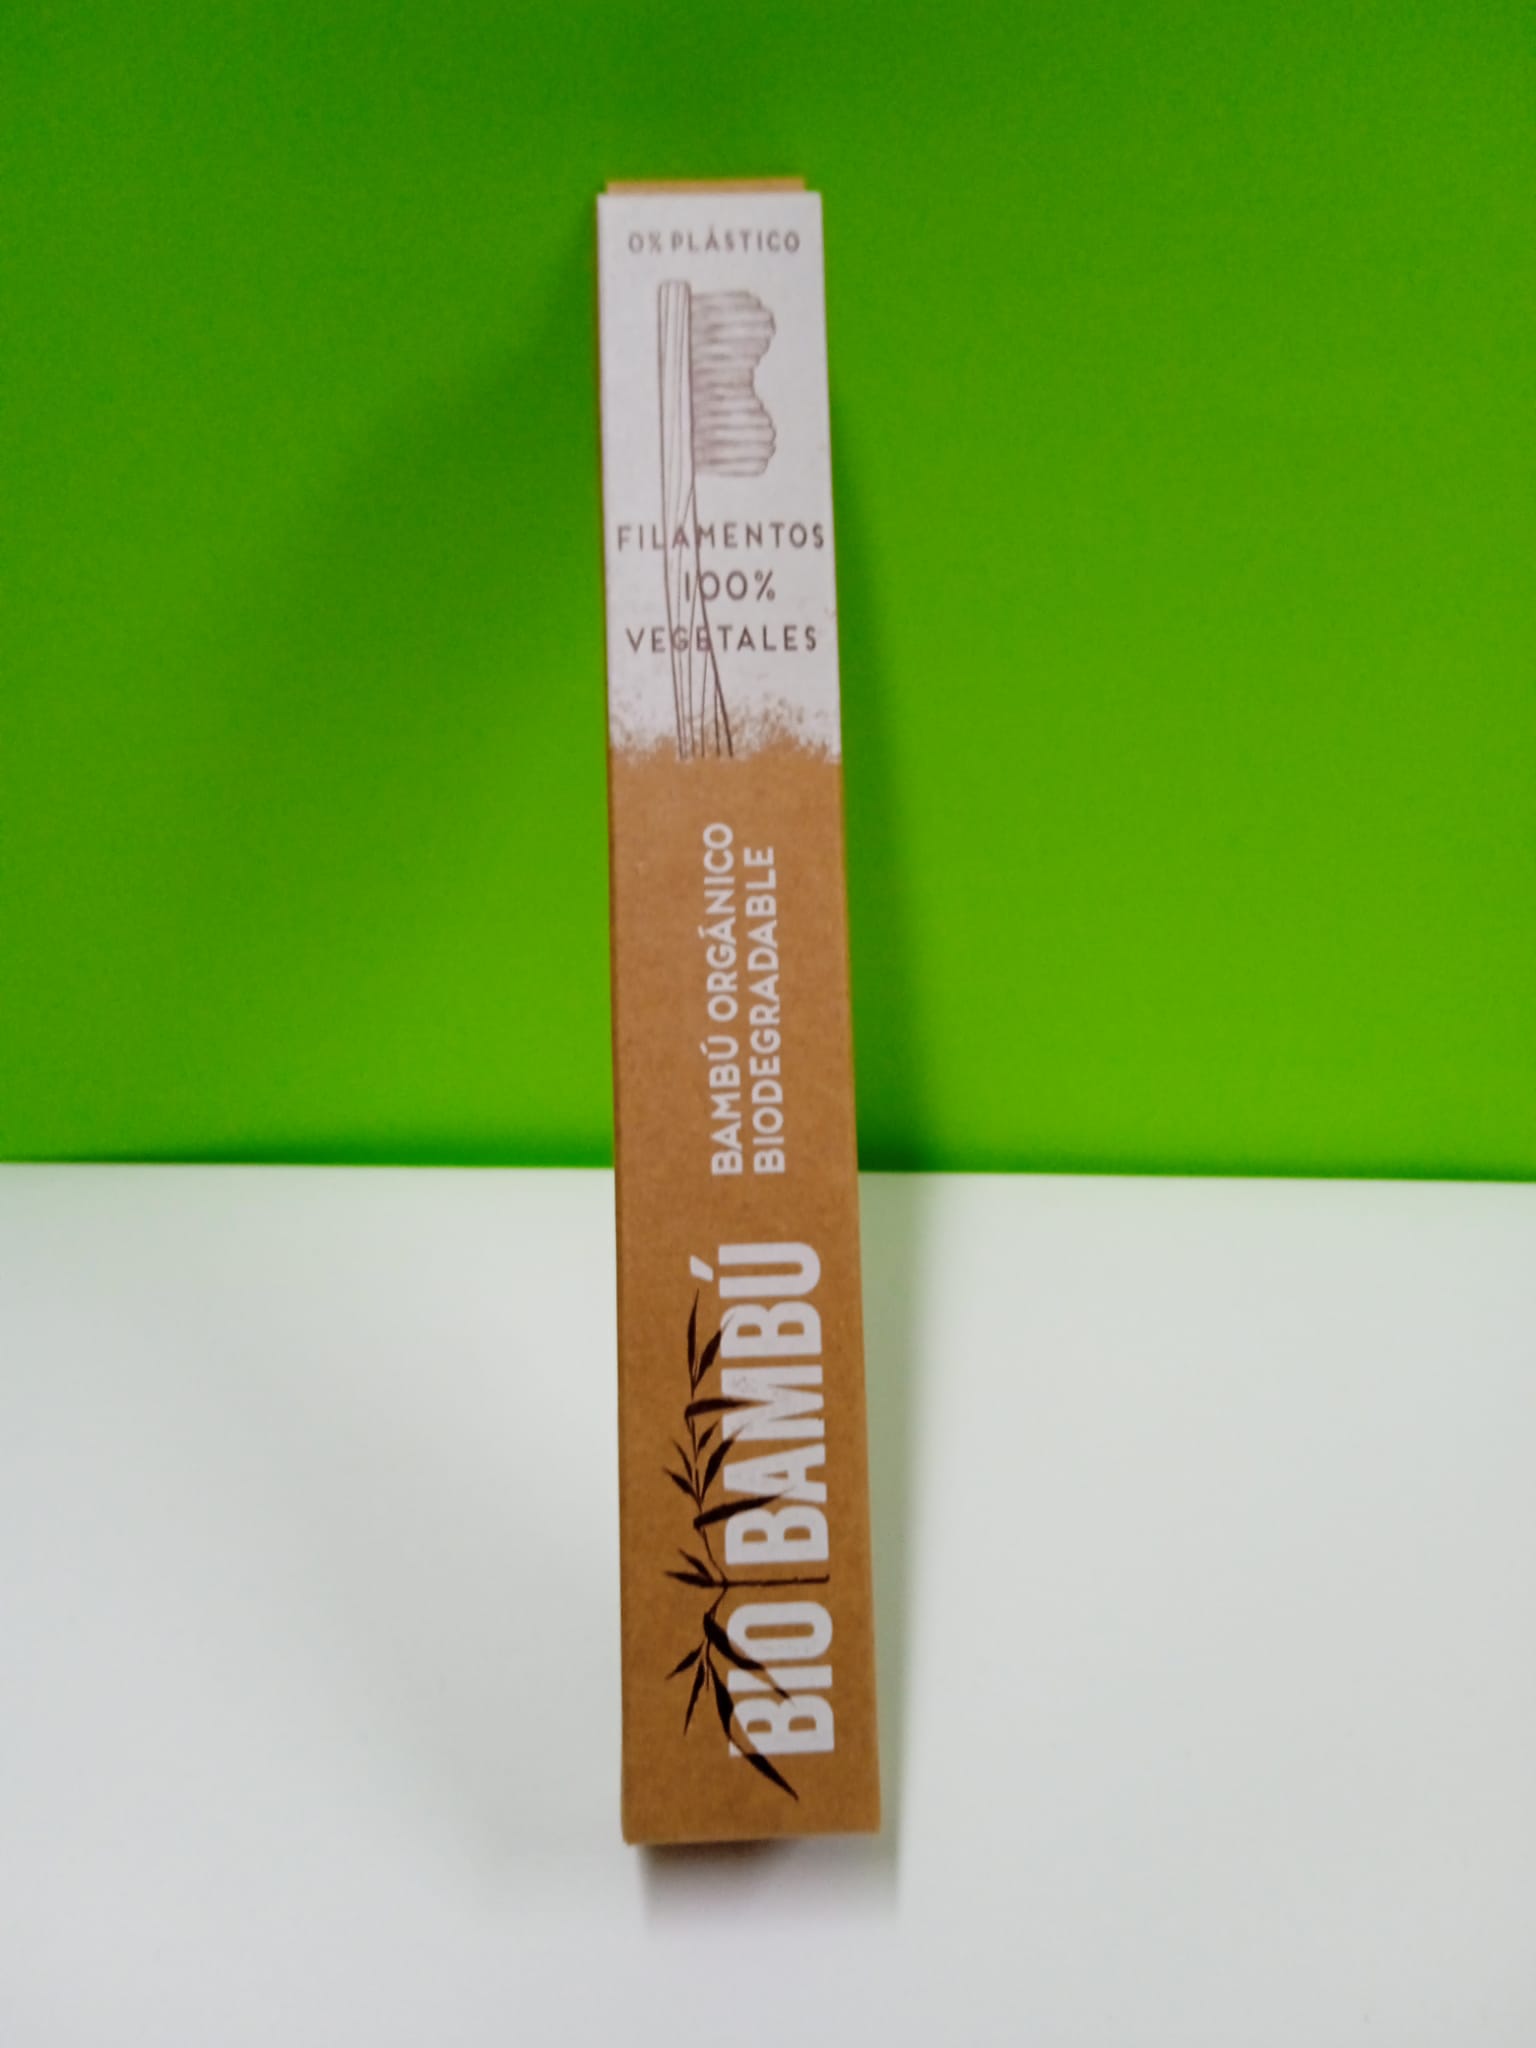 0% PLÁSTICO
FILAMENTOS
100%
VEGETALES
BAMBÚ ORGÁNICO
BIODEGRADABLE
BIO BAMBÚ